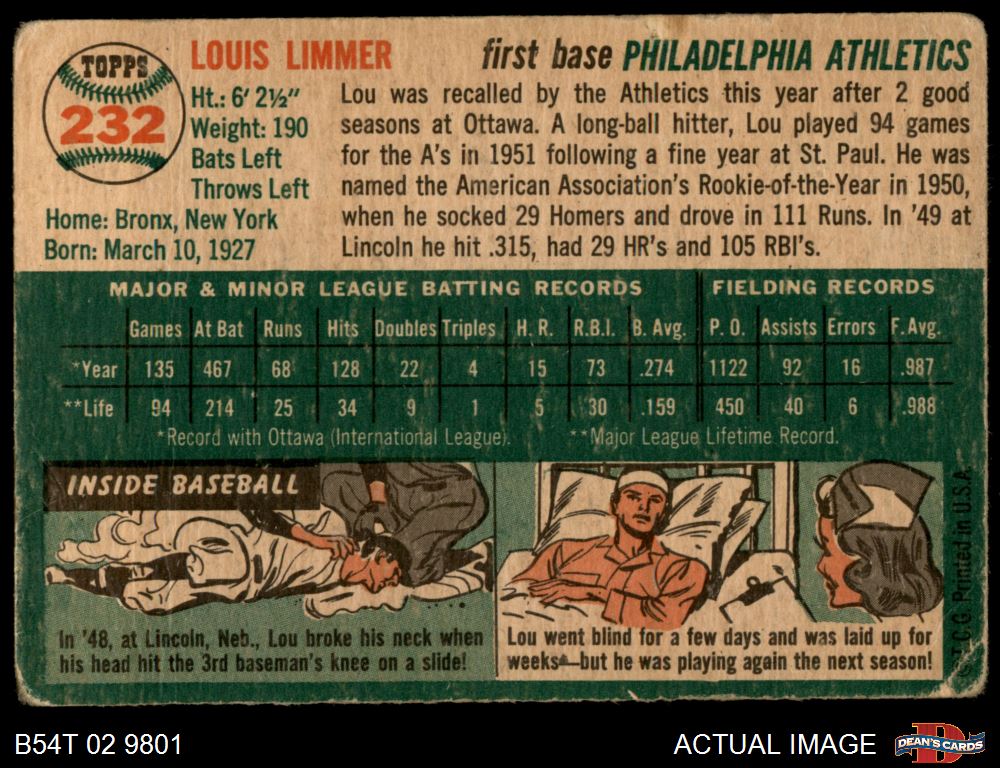 TOPPS
232
LOUIS LIMMER
first base PHILADELPHIA ATHLETICS
Ht.: 6' 2½"
Weight: 190
Bats Left
Throws Left
Home: Bronx, New York
Born: March 10, 1927
Lou was recalled by the Athletics this year after 2 good
seasons at Ottawa. A long-ball hitter, Lou played 94 games
for the A's in 1951 following a fine year at St. Paul. He was
named the American Association's Rookie-of-the-Year in 1950,
when he socked 29 Homers and drove in 111 Runs. In '49 at
Lincoln he hit .315, had 29 HR's and 105 RBI's.
MAJOR & MINOR LEAGUE BATTING RECORDS FIELDING RECORDS
Games At Bat Runs Hits Doubles Triples H. R. R.B.I. B. Avg. P. O. Assists Errors F. Avg.
*Year 135 467 68 128 22 4 15 73 .274 1122 92 16 .987
**Life 94 214 25 34 9 1 5 30 .159 450 40 6 .988
*Record with Ottawa (International League). **Major League Lifetime Record.
INSIDE BASEBALL
In '48, at Lincoln, Neb., Lou broke his neck when
his head hit the 3rd baseman's knee on a slide!
Lou went blind for a few days and was laid up for
weeks—but he was playing again the next season!
T.C.G. Printed in U.S.A.
B54T 02 9801
ACTUAL IMAGE
DEAN'S CARDS